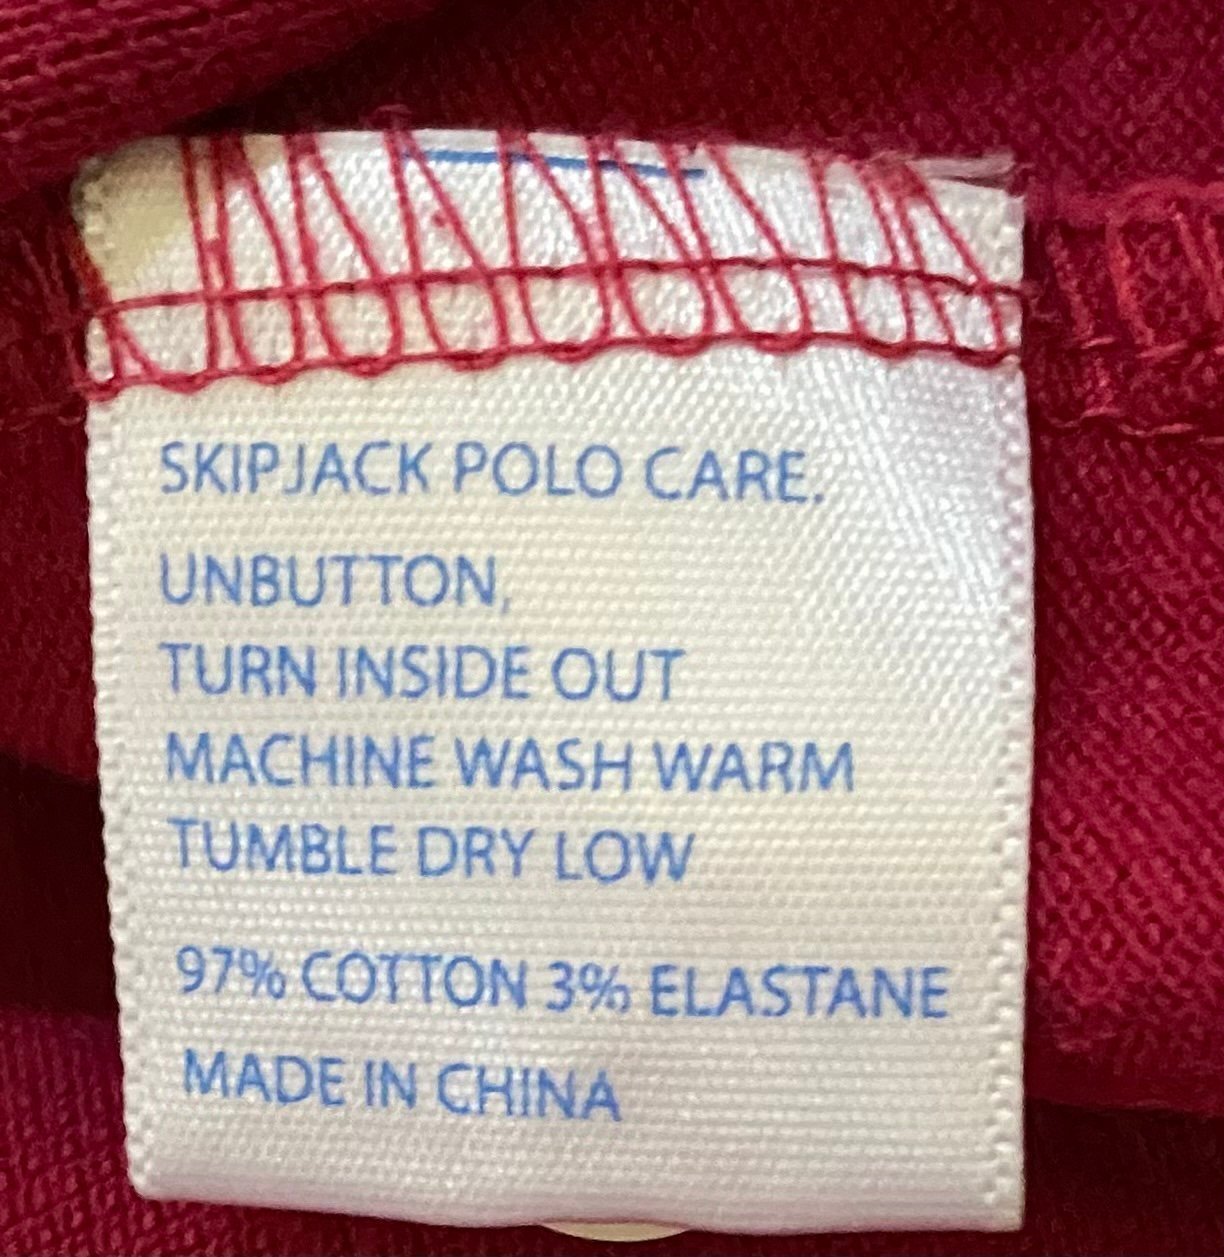 SKIPJACK POLO CARE.
UNBUTTON,
TURN INSIDE OUT
MACHINE WASH WARM
TUMBLE DRY LOW
97% COTTON 3% ELASTANE
MADE IN CHINA